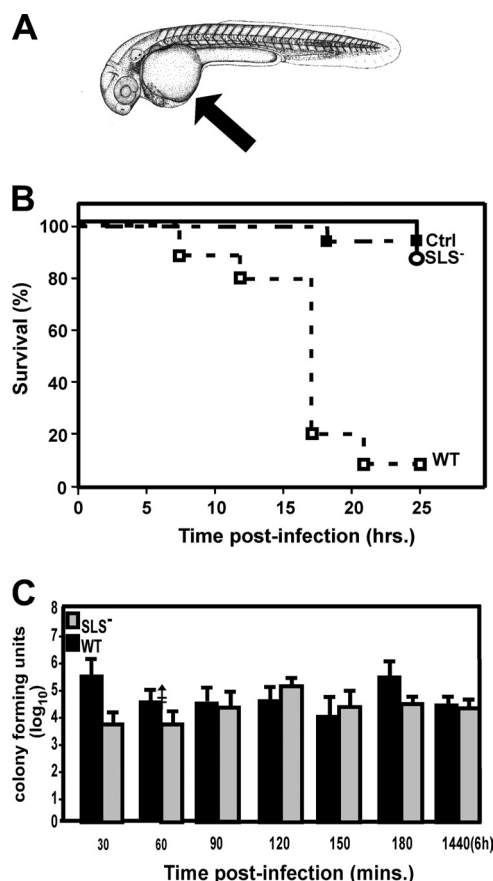 A
B
100
80
60
40
20
0
Survival (%)
Ctrl
SLS⁻
WT
0 5 10 15 20 25
Time post-infection (hrs.)
C
8
7
6
5
4
3
2
1
0
colony forming units
(log₁₀)
SLS⁻
WT
30 60 90 120 150 180 1440(6h)
Time post-infection (mins.)